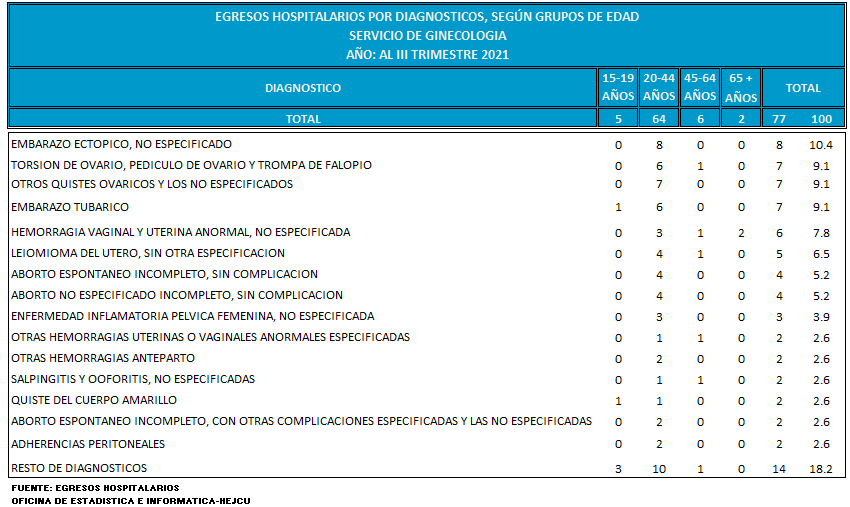 EGRESOS HOSPITALARIOS POR DIAGNOSTICOS, SEGÚN GRUPOS DE EDAD
SERVICIO DE GINECOLOGIA
AÑO: AL III TRIMESTRE 2021
DIAGNOSTICO 15-19 AÑOS 20-44 AÑOS 45-64 AÑOS 65 + AÑOS TOTAL
TOTAL 5 64 6 2 77 100
EMBARAZO ECTOPICO, NO ESPECIFICADO 0 8 0 0 8 10.4
TORSION DE OVARIO, PEDICULO DE OVARIO Y TROMPA DE FALOPIO 0 6 1 0 7 9.1
OTROS QUISTES OVARICOS Y LOS NO ESPECIFICADOS 0 7 0 0 7 9.1
EMBARAZO TUBARICO 1 6 0 0 7 9.1
HEMORRAGIA VAGINAL Y UTERINA ANORMAL, NO ESPECIFICADA 0 3 1 2 6 7.8
LEIOMIOMA DEL UTERO, SIN OTRA ESPECIFICACION 0 4 1 0 5 6.5
ABORTO ESPONTANEO INCOMPLETO, SIN COMPLICACION 0 4 0 0 4 5.2
ABORTO NO ESPECIFICADO INCOMPLETO, SIN COMPLICACION 0 4 0 0 4 5.2
ENFERMEDAD INFLAMATORIA PELVICA FEMENINA, NO ESPECIFICADA 0 3 0 0 3 3.9
OTRAS HEMORRAGIAS UTERINAS O VAGINALES ANORMALES ESPECIFICADAS 0 1 1 0 2 2.6
OTRAS HEMORRAGIAS ANTEPARTO 0 2 0 0 2 2.6
SALPINGITIS Y OOFORITIS, NO ESPECIFICADAS 0 1 1 0 2 2.6
QUISTE DEL CUERPO AMARILLO 1 1 0 0 2 2.6
ABORTO ESPONTANEO INCOMPLETO, CON OTRAS COMPLICACIONES ESPECIFICADAS Y LAS NO ESPECIFICADAS 0 2 0 0 2 2.6
ADHERENCIAS PERITONEALES 0 2 0 0 2 2.6
RESTO DE DIAGNOSTICOS 3 10 1 0 14 18.2
FUENTE: EGRESOS HOSPITALARIOS
OFICINA DE ESTADISTICA E INFORMATICA-HEJCU